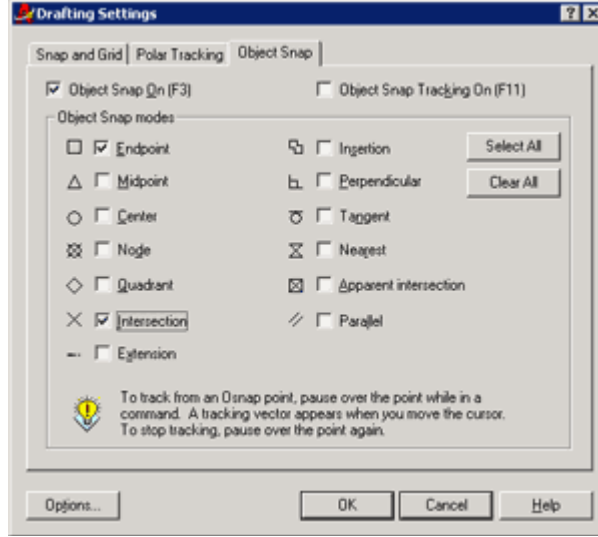 Drafting Settings
Snap and Grid Polar Tracking Object Snap
Object Snap On (F3) Object Snap Tracking On (F11)
Object Snap modes
Endpoint Insertion Select All
Midpoint Perpendicular Clear All
Center Tangent
Node Nearest
Quadrant Apparent intersection
Intersection Parallel
Extension
To track from an Osnap point, pause over the point while in a
command. A tracking vector appears when you move the cursor.
To stop tracking, pause over the point again.
Options... OK Cancel Help